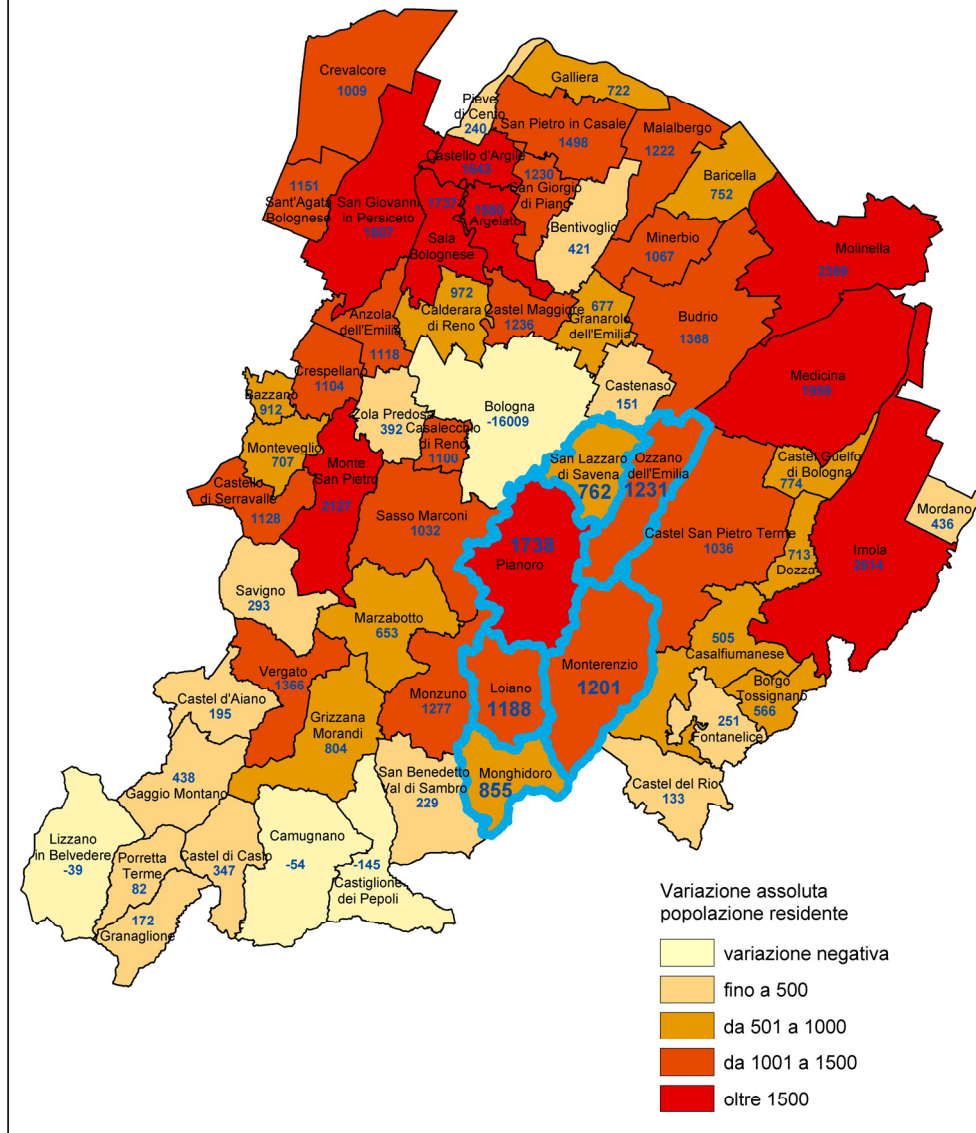 Crevalcore
1009
Galliera
722
Pieve
di Cento
240
San Pietro in Casale
1498
Malalbergo
1222
Castello d'Argile
1643
1230
San Giorgio
di Piano
Baricella
752
1151
Sant'Agata
Bolognese
San Giovanni
in Persiceto
1807
1737
Sala
Bolognese
Argelato
Bentivoglio
421
Minerbio
1067
Molinella
2369
972
Calderara
di Reno
Castel Maggiore
1236
677
Granarolo
dell'Emilia
Budrio
1368
Anzola
dell'Emilia
1118
Crespellano
1104
Medicina
1959
Bazzano
912
Zola Predosa
392
Casalecchio
di Reno
1100
Bologna
-16009
Castenaso
151
Monteveglio
707
Monte
San Pietro
2127
San Lazzaro
di Savena
762
Ozzano
dell'Emilia
1231
Castel Guelfo
di Bologna
774
Castello
di Serravalle
1128
Sasso Marconi
1032
1738
Pianoro
Castel San Pietro Terme
1036
713
Dozza
Imola
2614
Mordano
436
Savigno
293
Marzabotto
653
505
Casalfiumanese
Vergato
1366
Monzuno
1277
Loiano
1188
Monterenzio
1201
Borgo
Tossignano
566
Castel d'Aiano
195
Grizzana
Morandi
804
251
Fontanelice
438
Gaggio Montano
San Benedetto
Val di Sambro
229
Monghidoro
855
Castel del Rio
133
Lizzano
in Belvedere
-39
Porretta
Terme
82
Castel di Casio
347
Camugnano
-54
-145
Castiglione
dei Pepoli
172
Granaglione
Variazione assoluta
popolazione residente
variazione negativa
fino a 500
da 501 a 1000
da 1001 a 1500
oltre 1500